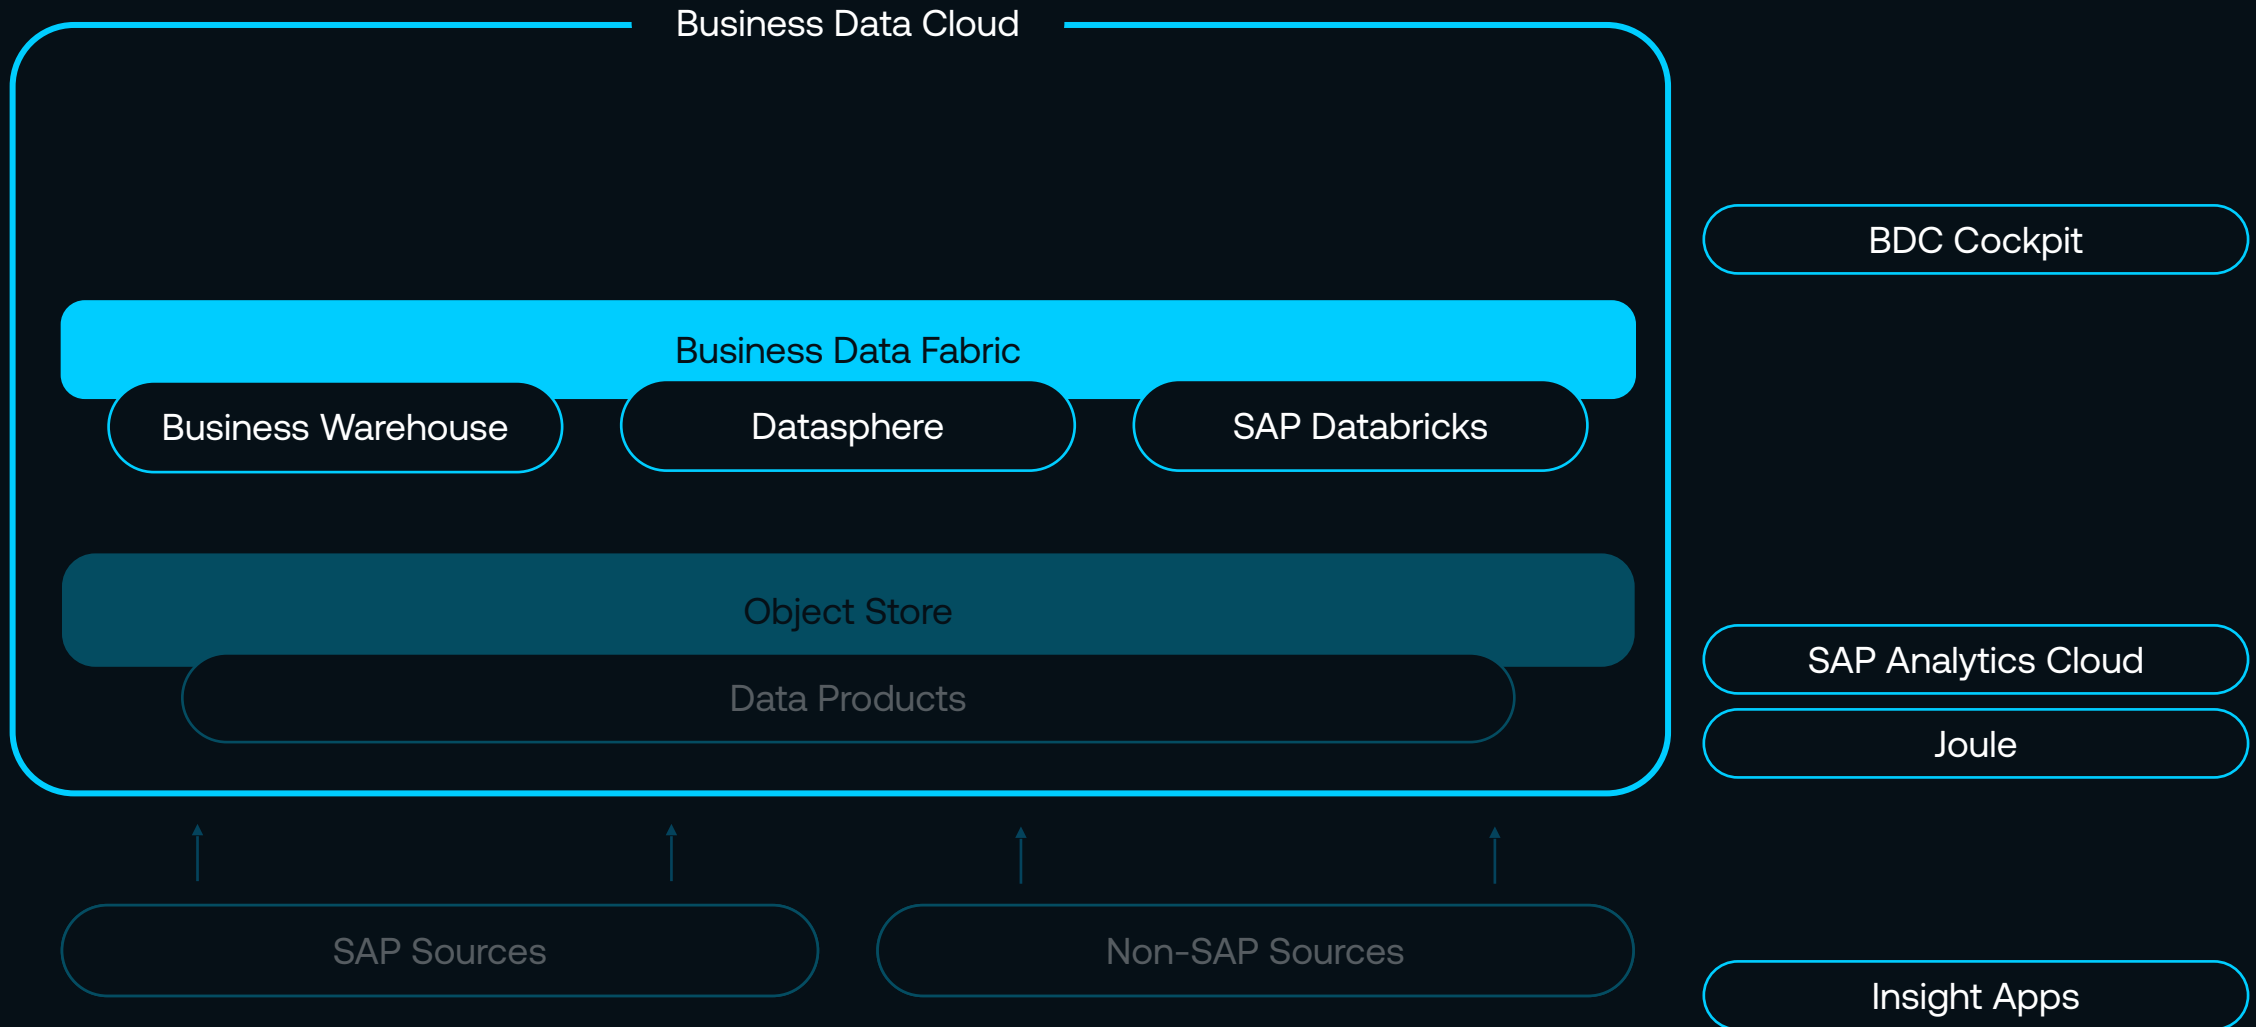 Business Data Cloud
Business Data Fabric
Business Warehouse
Datasphere
SAP Databricks
Object Store
Data Products
SAP Sources
Non-SAP Sources
BDC Cockpit
SAP Analytics Cloud
Joule
Insight Apps